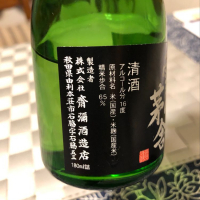 清酒
アルコール分 16度
原材料名 米(国産)・米麹(国産米)
精米歩合 65%
製造者
株式会社 齋彌酒造店
秋田県由利本荘市石脇字石脇53
180ml詰